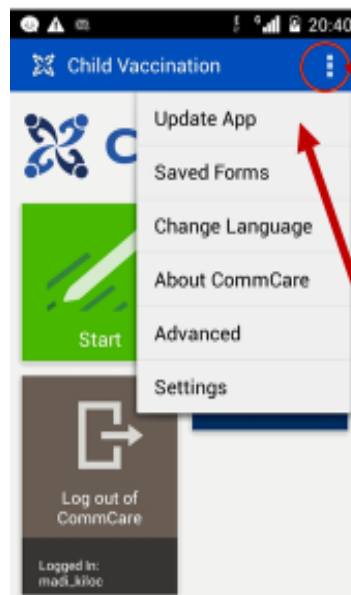 20:40
Child Vaccination
C
Update App
Saved Forms
Change Language
About CommCare
Advanced
Settings
Start
Log out of
CommCare
Logged In:
madi_kiloc